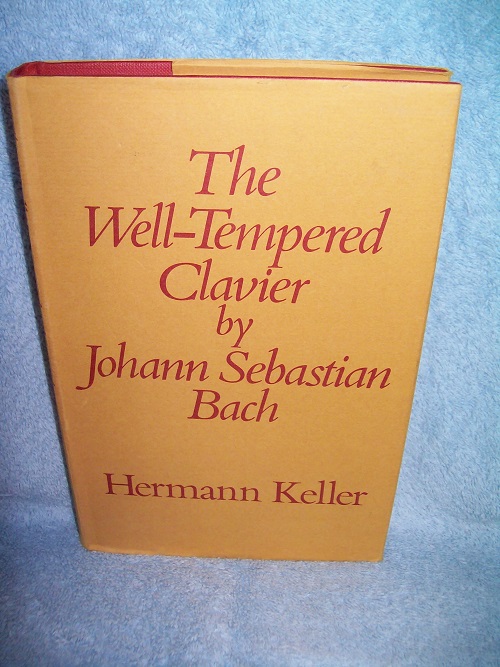 The
Well-Tempered
Clavier
by
Johann Sebastian
Bach
Hermann Keller